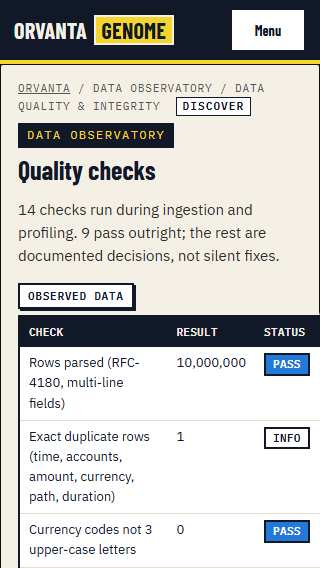 ORVANTA GENOME Menu
ORVANTA / DATA OBSERVATORY / DATA
QUALITY & INTEGRITY DISCOVER
DATA OBSERVATORY
Quality checks
14 checks run during ingestion and
profiling. 9 pass outright; the rest are
documented decisions, not silent fixes.
OBSERVED DATA
CHECK RESULT STATUS
Rows parsed (RFC- 10,000,000 PASS
4180, multi-line
fields)
Exact duplicate rows 1 INFO
(time, accounts,
amount, currency,
path, duration)
Currency codes not 3 0 PASS
upper-case letters